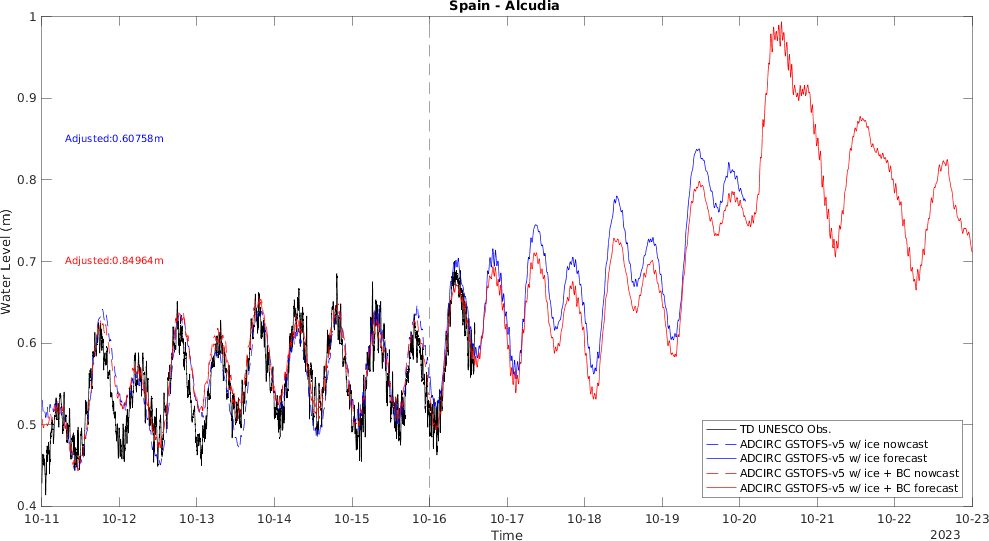 Spain - Alcudia
1
0.9
0.8
0.7
0.6
0.5
0.4
Water Level (m)
Adjusted:0.60758m
Adjusted:0.84964m
TD UNESCO Obs.
ADCIRC GSTOFS-v5 w/ ice nowcast
ADCIRC GSTOFS-v5 w/ ice forecast
ADCIRC GSTOFS-v5 w/ ice + BC nowcast
ADCIRC GSTOFS-v5 w/ ice + BC forecast
10-11 10-12 10-13 10-14 10-15 10-16 10-17 10-18 10-19 10-20 10-21 10-22 10-23
Time
2023